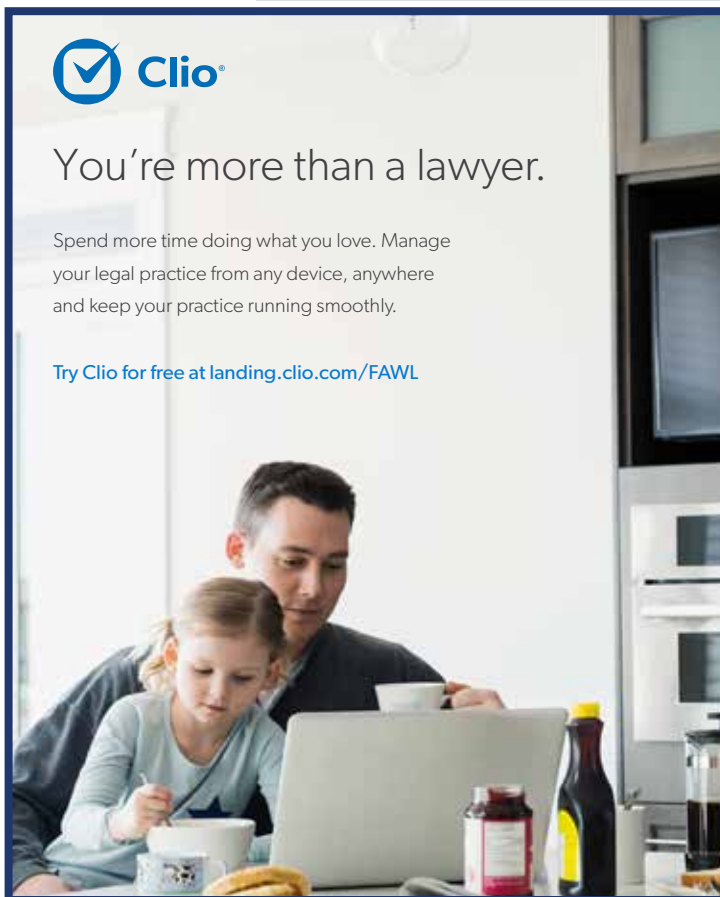 Clio®
You're more than a lawyer.
Spend more time doing what you love. Manage
your legal practice from any device, anywhere
and keep your practice running smoothly.
Try Clio for free at landing.clio.com/FAWL